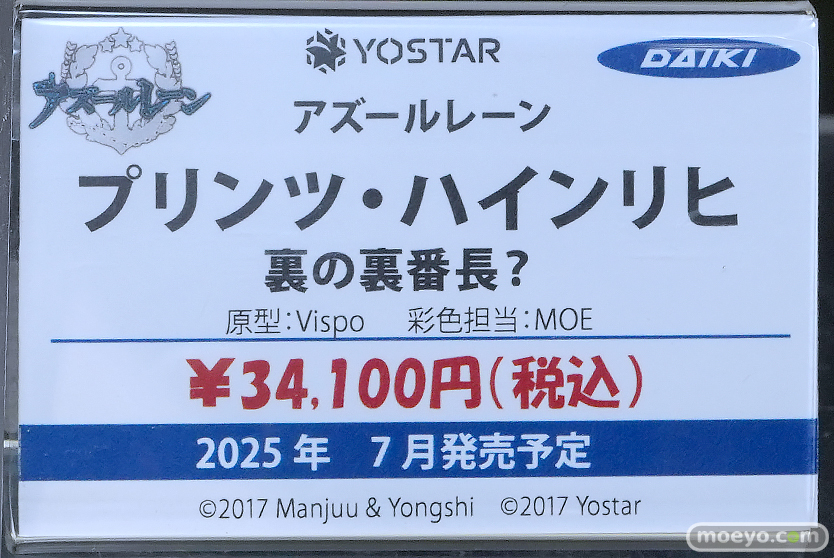 YOSTAR
DAIKI
アズールレーン
アズールレーン
プリンツ・ハインリヒ
裏の裏番長？
原型：Vispo　彩色担当：MOE
￥34,100円（税込）
2025年　7月発売予定
©2017 Manjuu & Yongshi　©2017 Yostar
moeyo.com